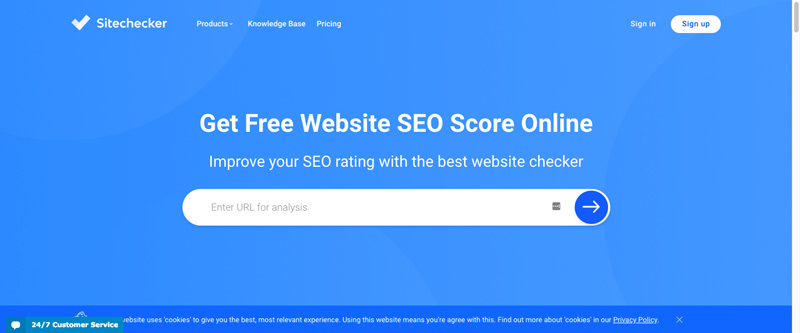 Sitechecker
Products
Knowledge Base
Pricing
Sign in
Sign up
Get Free Website SEO Score Online
Improve your SEO rating with the best website checker
Enter URL for analysis
website uses 'cookies' to give you the best, most relevant experience. Using this website means you're agree with this. Find out more about 'cookies' in our Privacy Policy.
24/7 Customer Service